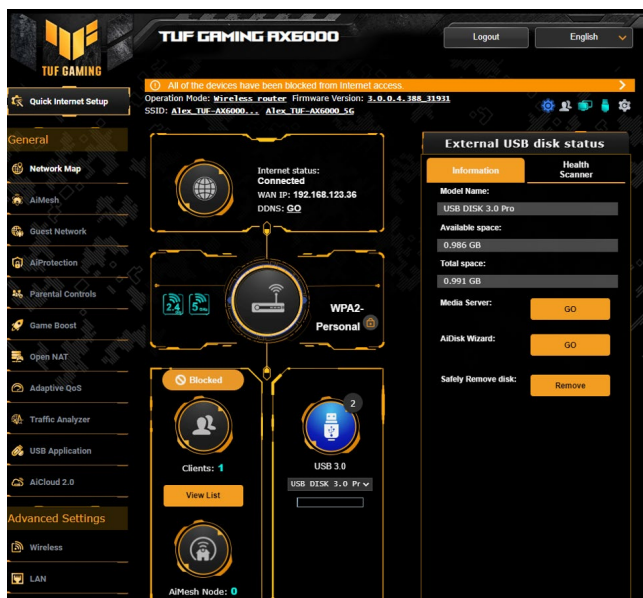 TUF GAMING
TUF GAMING AX6000
Logout
English
Quick Internet Setup
All of the devices have been blocked from Internet access.
Operation Mode: Wireless router Firmware Version: 3.0.0.4.388_31931
SSID: Alex_TUF-AX6000... Alex_TUF-AX6000_5G
General
Network Map
AiMesh
Guest Network
AiProtection
Parental Controls
Game Boost
Open NAT
Adaptive QoS
Traffic Analyzer
USB Application
AiCloud 2.0
Advanced Settings
Wireless
LAN
Internet status:
Connected
WAN IP: 192.168.123.36
DDNS: GO
2.4
5
WPA2-
Personal
Blocked
Clients: 1
View List
AiMesh Node: 0
2
USB 3.0
USB DISK 3.0 Pr
External USB disk status
Information
Health
Scanner
Model Name:
USB DISK 3.0 Pro
Available space:
0.986 GB
Total space:
0.991 GB
Media Server:
GO
AiDisk Wizard:
GO
Safely Remove disk:
Remove